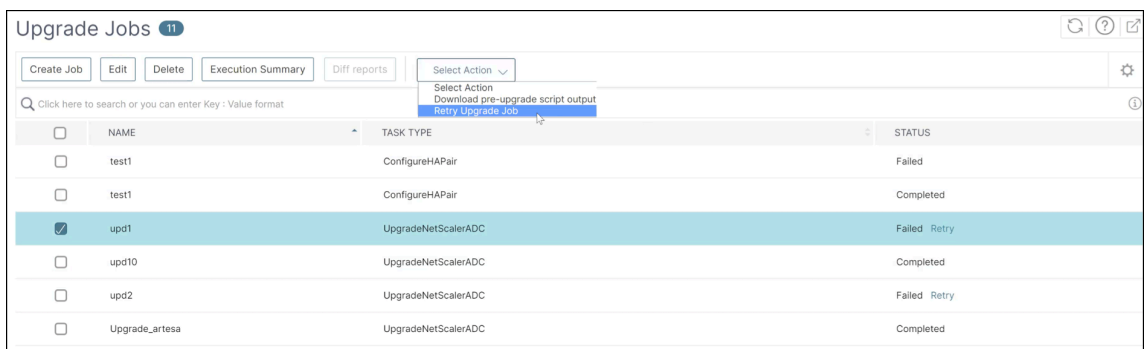 Upgrade Jobs 11
Create Job Edit Delete Execution Summary Diff reports Select Action
Select Action
Download pre-upgrade script output
Retry Upgrade Job
Click here to search or you can enter Key : Value format
NAME TASK TYPE STATUS
test1 ConfigureHAPair Failed
test1 ConfigureHAPair Completed
upd1 UpgradeNetScalerADC Failed Retry
upd10 UpgradeNetScalerADC Completed
upd2 UpgradeNetScalerADC Failed Retry
Upgrade_artesa UpgradeNetScalerADC Completed